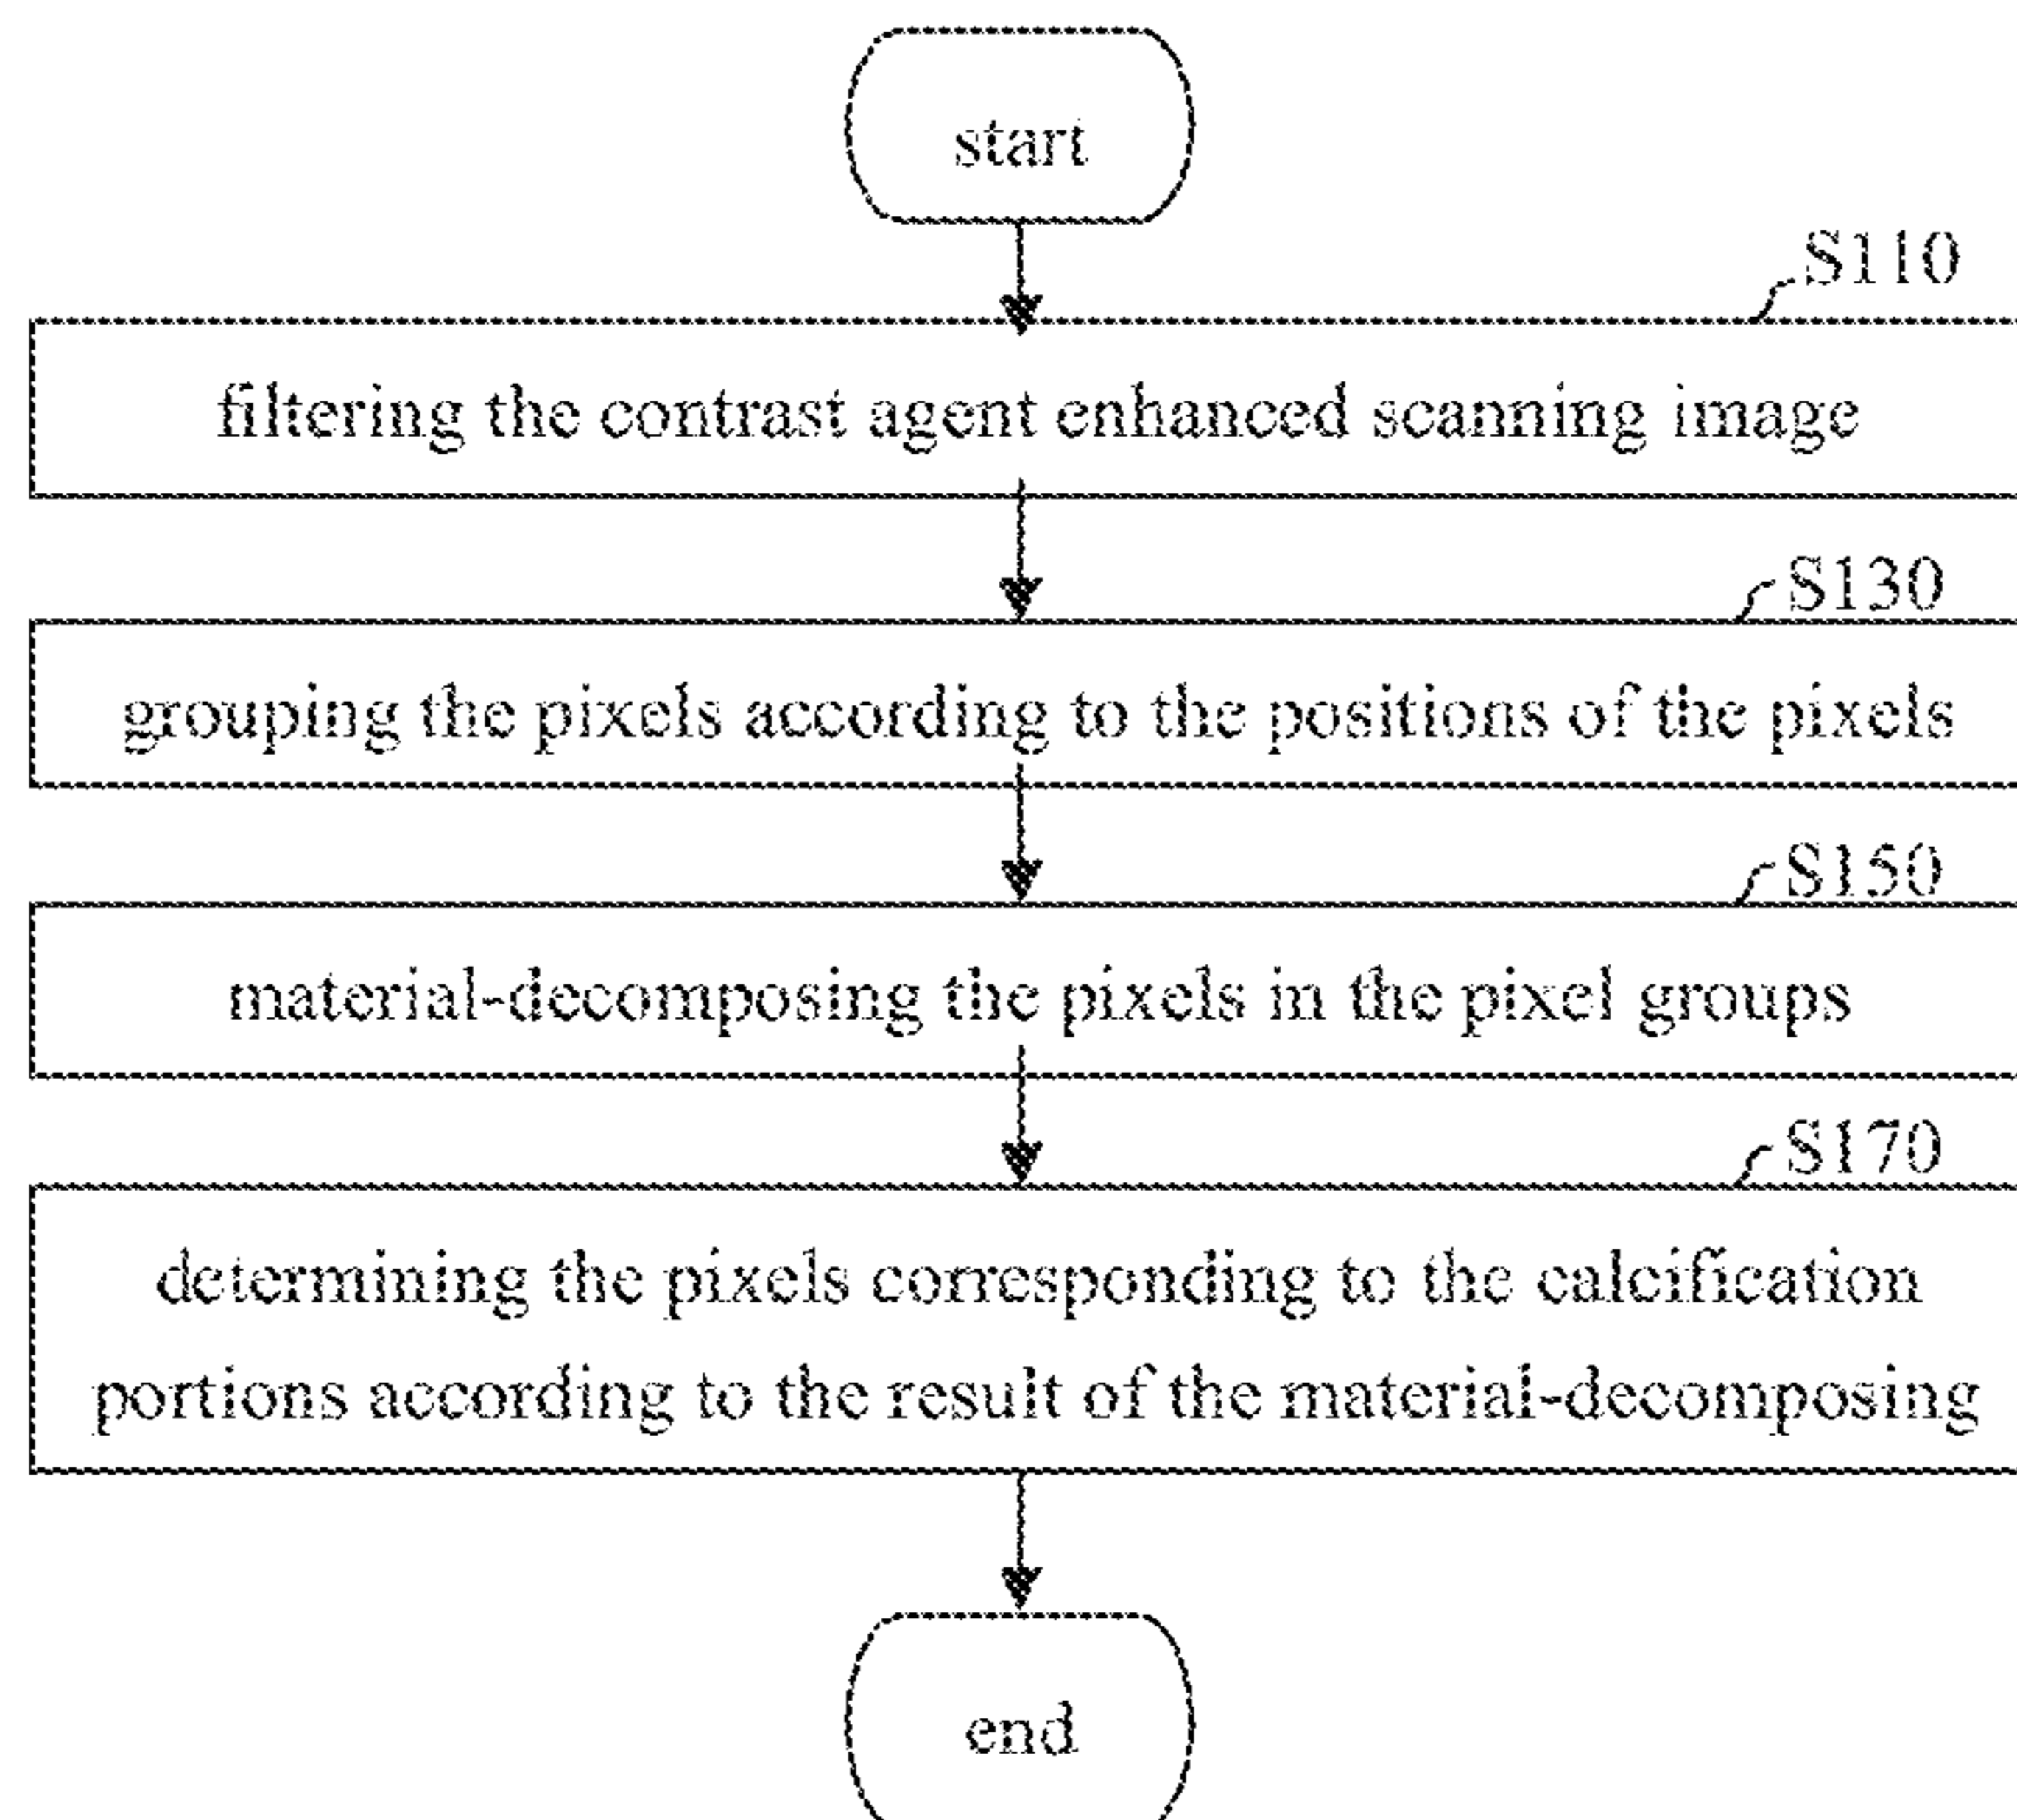 start
S110
filtering the contrast agent enhanced scanning image
S130
grouping the pixels according to the positions of the pixels
S150
material-decomposing the pixels in the pixel groups
S170
determining the pixels corresponding to the calcification
portions according to the result of the material-decomposing
end